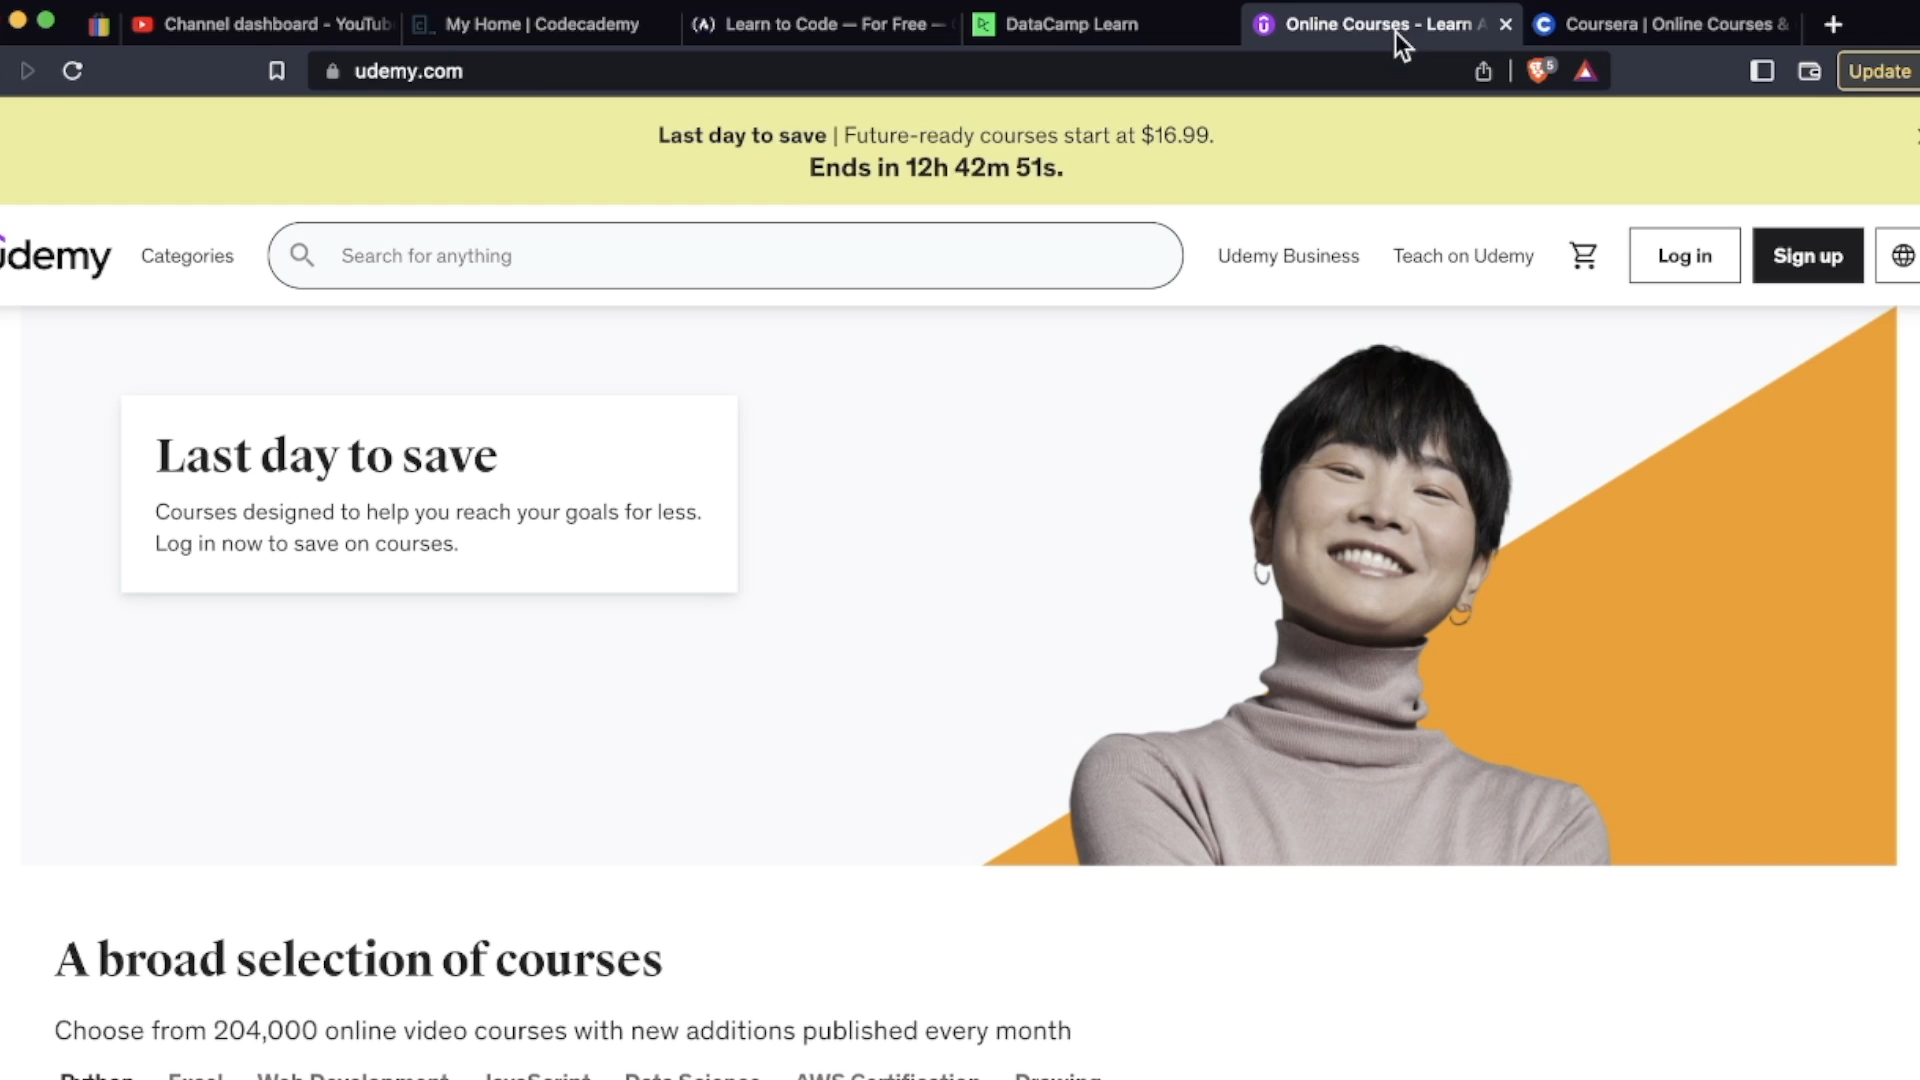 Channel dashboard - YouTub
My Home | Codecademy
(A) Learn to Code — For Free —
DataCamp Learn
Online Courses - Learn A
Coursera | Online Courses &
udemy.com
5
Update
Last day to save | Future-ready courses start at $16.99.
Ends in 12h 42m 51s.
udemy
Categories
Search for anything
Udemy Business
Teach on Udemy
Log in
Sign up
Last day to save
Courses designed to help you reach your goals for less.
Log in now to save on courses.
A broad selection of courses
Choose from 204,000 online video courses with new additions published every month
Python Excel Web Development JavaScript Data Science AWS Certification Drawing